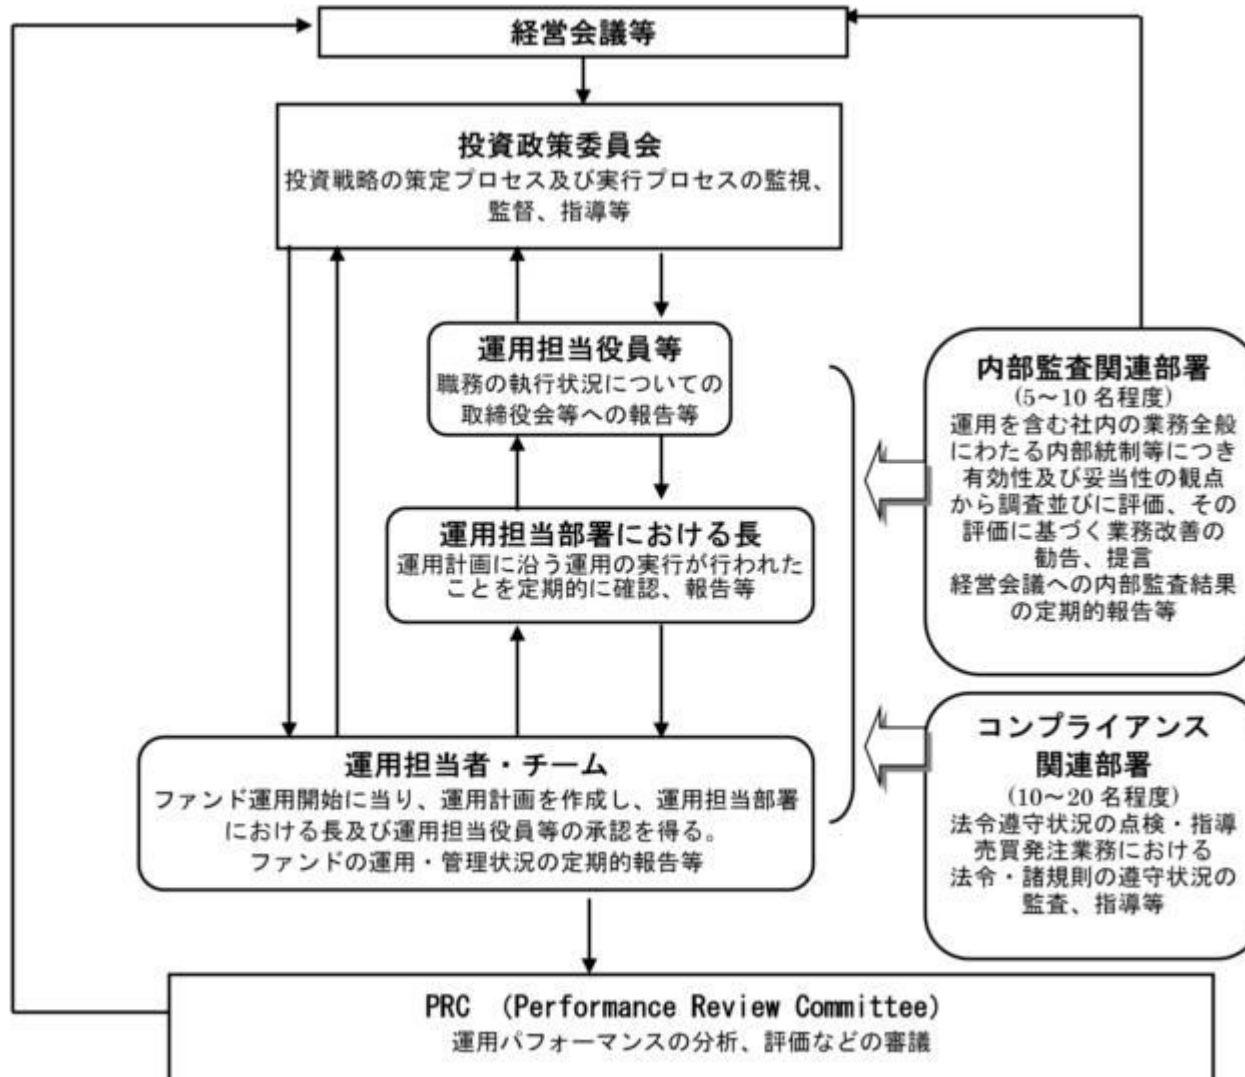 経営会議等
投資政策委員会
投資戦略の策定プロセス及び実行プロセスの監視、
監督、指導等
運用担当役員等
職務の執行状況についての
取締役会等への報告等
運用担当部署における長
運用計画に沿う運用の実行が行われた
ことを定期的に確認、報告等
運用担当者・チーム
ファンド運用開始に当り、運用計画を作成し、運用担当部署
における長及び運用担当役員等の承認を得る。
ファンドの運用・管理状況の定期的報告等
内部監査関連部署
(5～10 名程度)
運用を含む社内の業務全般
にわたる内部統制等につき
有効性及び妥当性の観点
から調査並びに評価、その
評価に基づく業務改善の
勧告、提言
経営会議への内部監査結果
の定期的報告等
コンプライアンス
関連部署
(10～20 名程度)
法令遵守状況の点検・指導
売買発注業務における
法令・諸規則の遵守状況の
監査、指導等
PRC （Performance Review Committee）
運用パフォーマンスの分析、評価などの審議